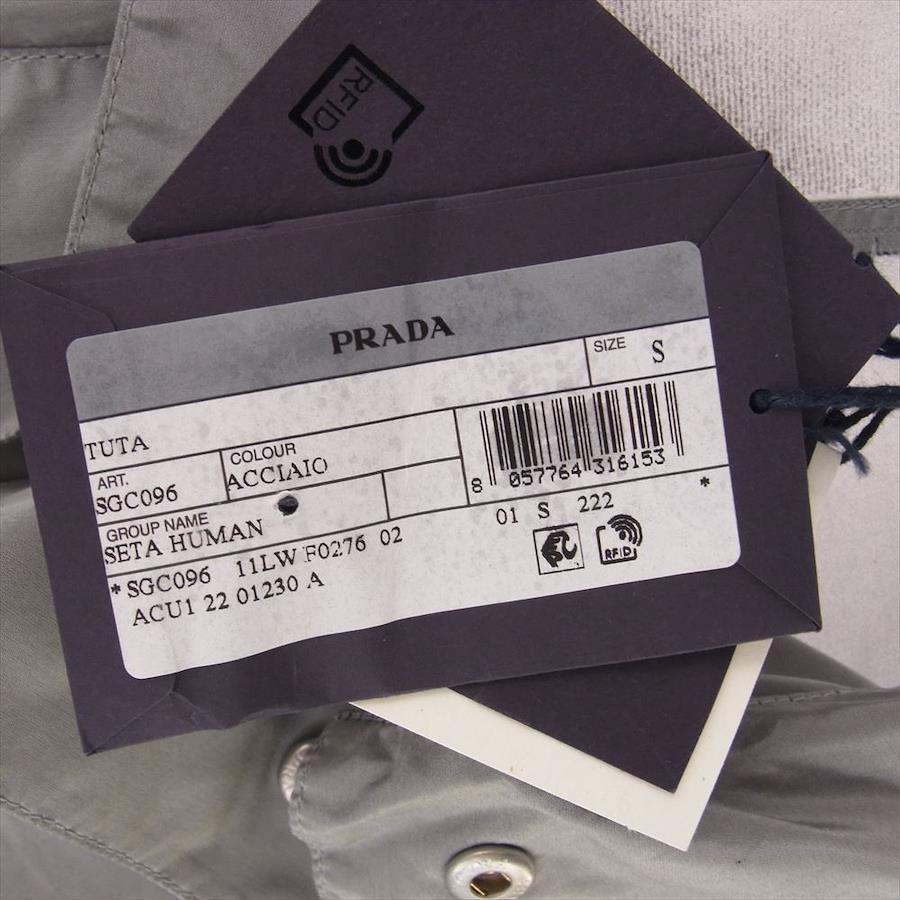 RFID
PRADA
SIZE S
TUTA
ART.
SGC096
COLOUR
ACCIAIO
8 057764 316153
GROUP NAME
SETA HUMAN
*
01 S 222
* SGC096 11LW F0276 02
ACU1 22 01230 A
RFID